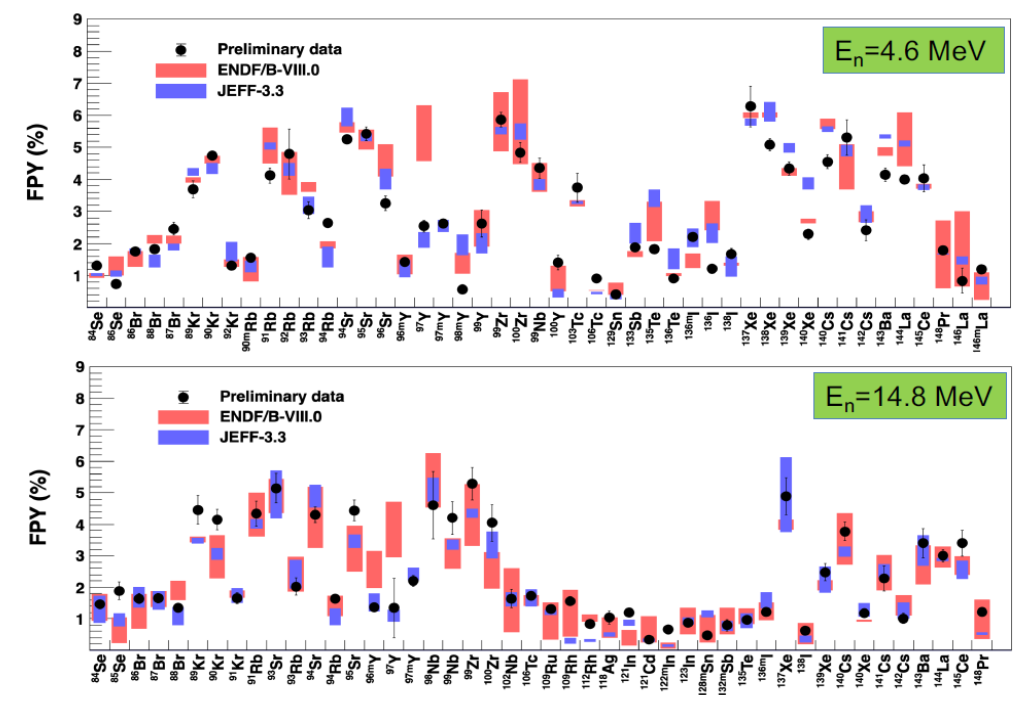 9
8
7
6
5
4
3
2
1
FPY (%)
Preliminary data
ENDF/B-VIII.0
JEFF-3.3
Eₙ=4.6 MeV
⁸⁴Se ⁸⁶Se ⁸⁶Br ⁸⁸Br ⁸⁷Br ⁸⁹Kr ⁹⁰Kr ⁹²Kr ⁹⁰ᵐRb ⁹¹Rb ⁹²Rb ⁹³Rb ⁹⁴Rb ⁹⁴Sr ⁹⁵Sr ⁹⁶Sr ⁹⁶ᵐY ⁹⁷Y ⁹⁷ᵐY ⁹⁸ᵐY ⁹⁹Y ⁹⁹Zr ¹⁰⁰Zr ⁹⁹Nb ¹⁰⁰Y ¹⁰³Tc ¹⁰⁶Tc ¹²⁹Sn ¹³³Sb ¹³⁵Te ¹³⁶Te ¹³⁶ᵐI ¹³⁶I ¹³⁸I ¹³⁷Xe ¹³⁸Xe ¹³⁹Xe ¹⁴⁰Xe ¹⁴⁰Cs ¹⁴¹Cs ¹⁴²Cs ¹⁴³Ba ¹⁴⁴La ¹⁴⁵Ce ¹⁴⁸Pr ¹⁴⁶La ¹⁴⁶ᵐLa
9
8
7
6
5
4
3
2
1
FPY (%)
Preliminary data
ENDF/B-VIII.0
JEFF-3.3
Eₙ=14.8 MeV
⁸⁴Se ⁸⁵Se ⁸⁶Br ⁸⁷Br ⁸⁸Br ⁸⁹Kr ⁹⁰Kr ⁹¹Kr ⁹¹Rb ⁹³Sr ⁹³Rb ⁹⁴Sr ⁹⁴Rb ⁹⁵Sr ⁹⁶ᵐY ⁹⁷Y ⁹⁷ᵐY ⁹⁸Nb ⁹⁹Nb ⁹⁹Zr ¹⁰⁰Zr ¹⁰²Nb ¹⁰⁶Tc ¹⁰⁹Ru ¹⁰⁹Rh ¹¹²Rh ¹¹⁸Ag ¹²¹In ¹²¹Cd ¹²²ᵐIn ¹²³In ¹²⁸ᵐSn ¹³²ᵐSb ¹³⁵Te ¹³⁶ᵐI ¹³⁷Xe ¹³⁸I ¹³⁹Xe ¹⁴⁰Cs ¹⁴¹Cs ¹⁴²Cs ¹⁴³Ba ¹⁴⁴La ¹⁴⁵Ce ¹⁴⁸Pr